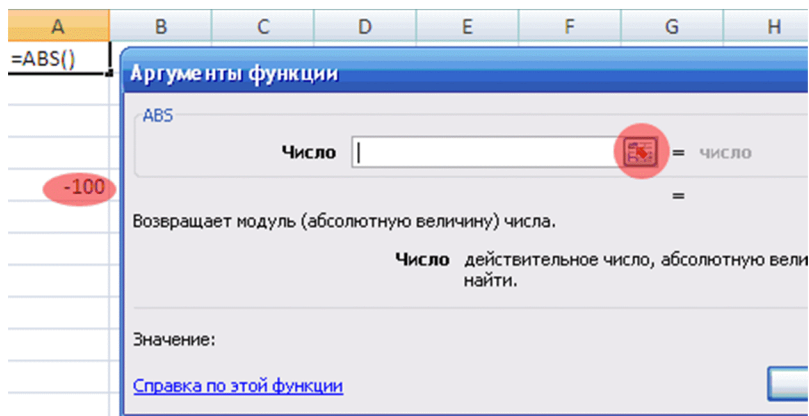 A B C D E F G H
=ABS()
Аргументы функции
ABS
Число = число
-100
=
Возвращает модуль (абсолютную величину) числа.
Число действительное число, абсолютную вели
найти.
Значение:
Справка по этой функции